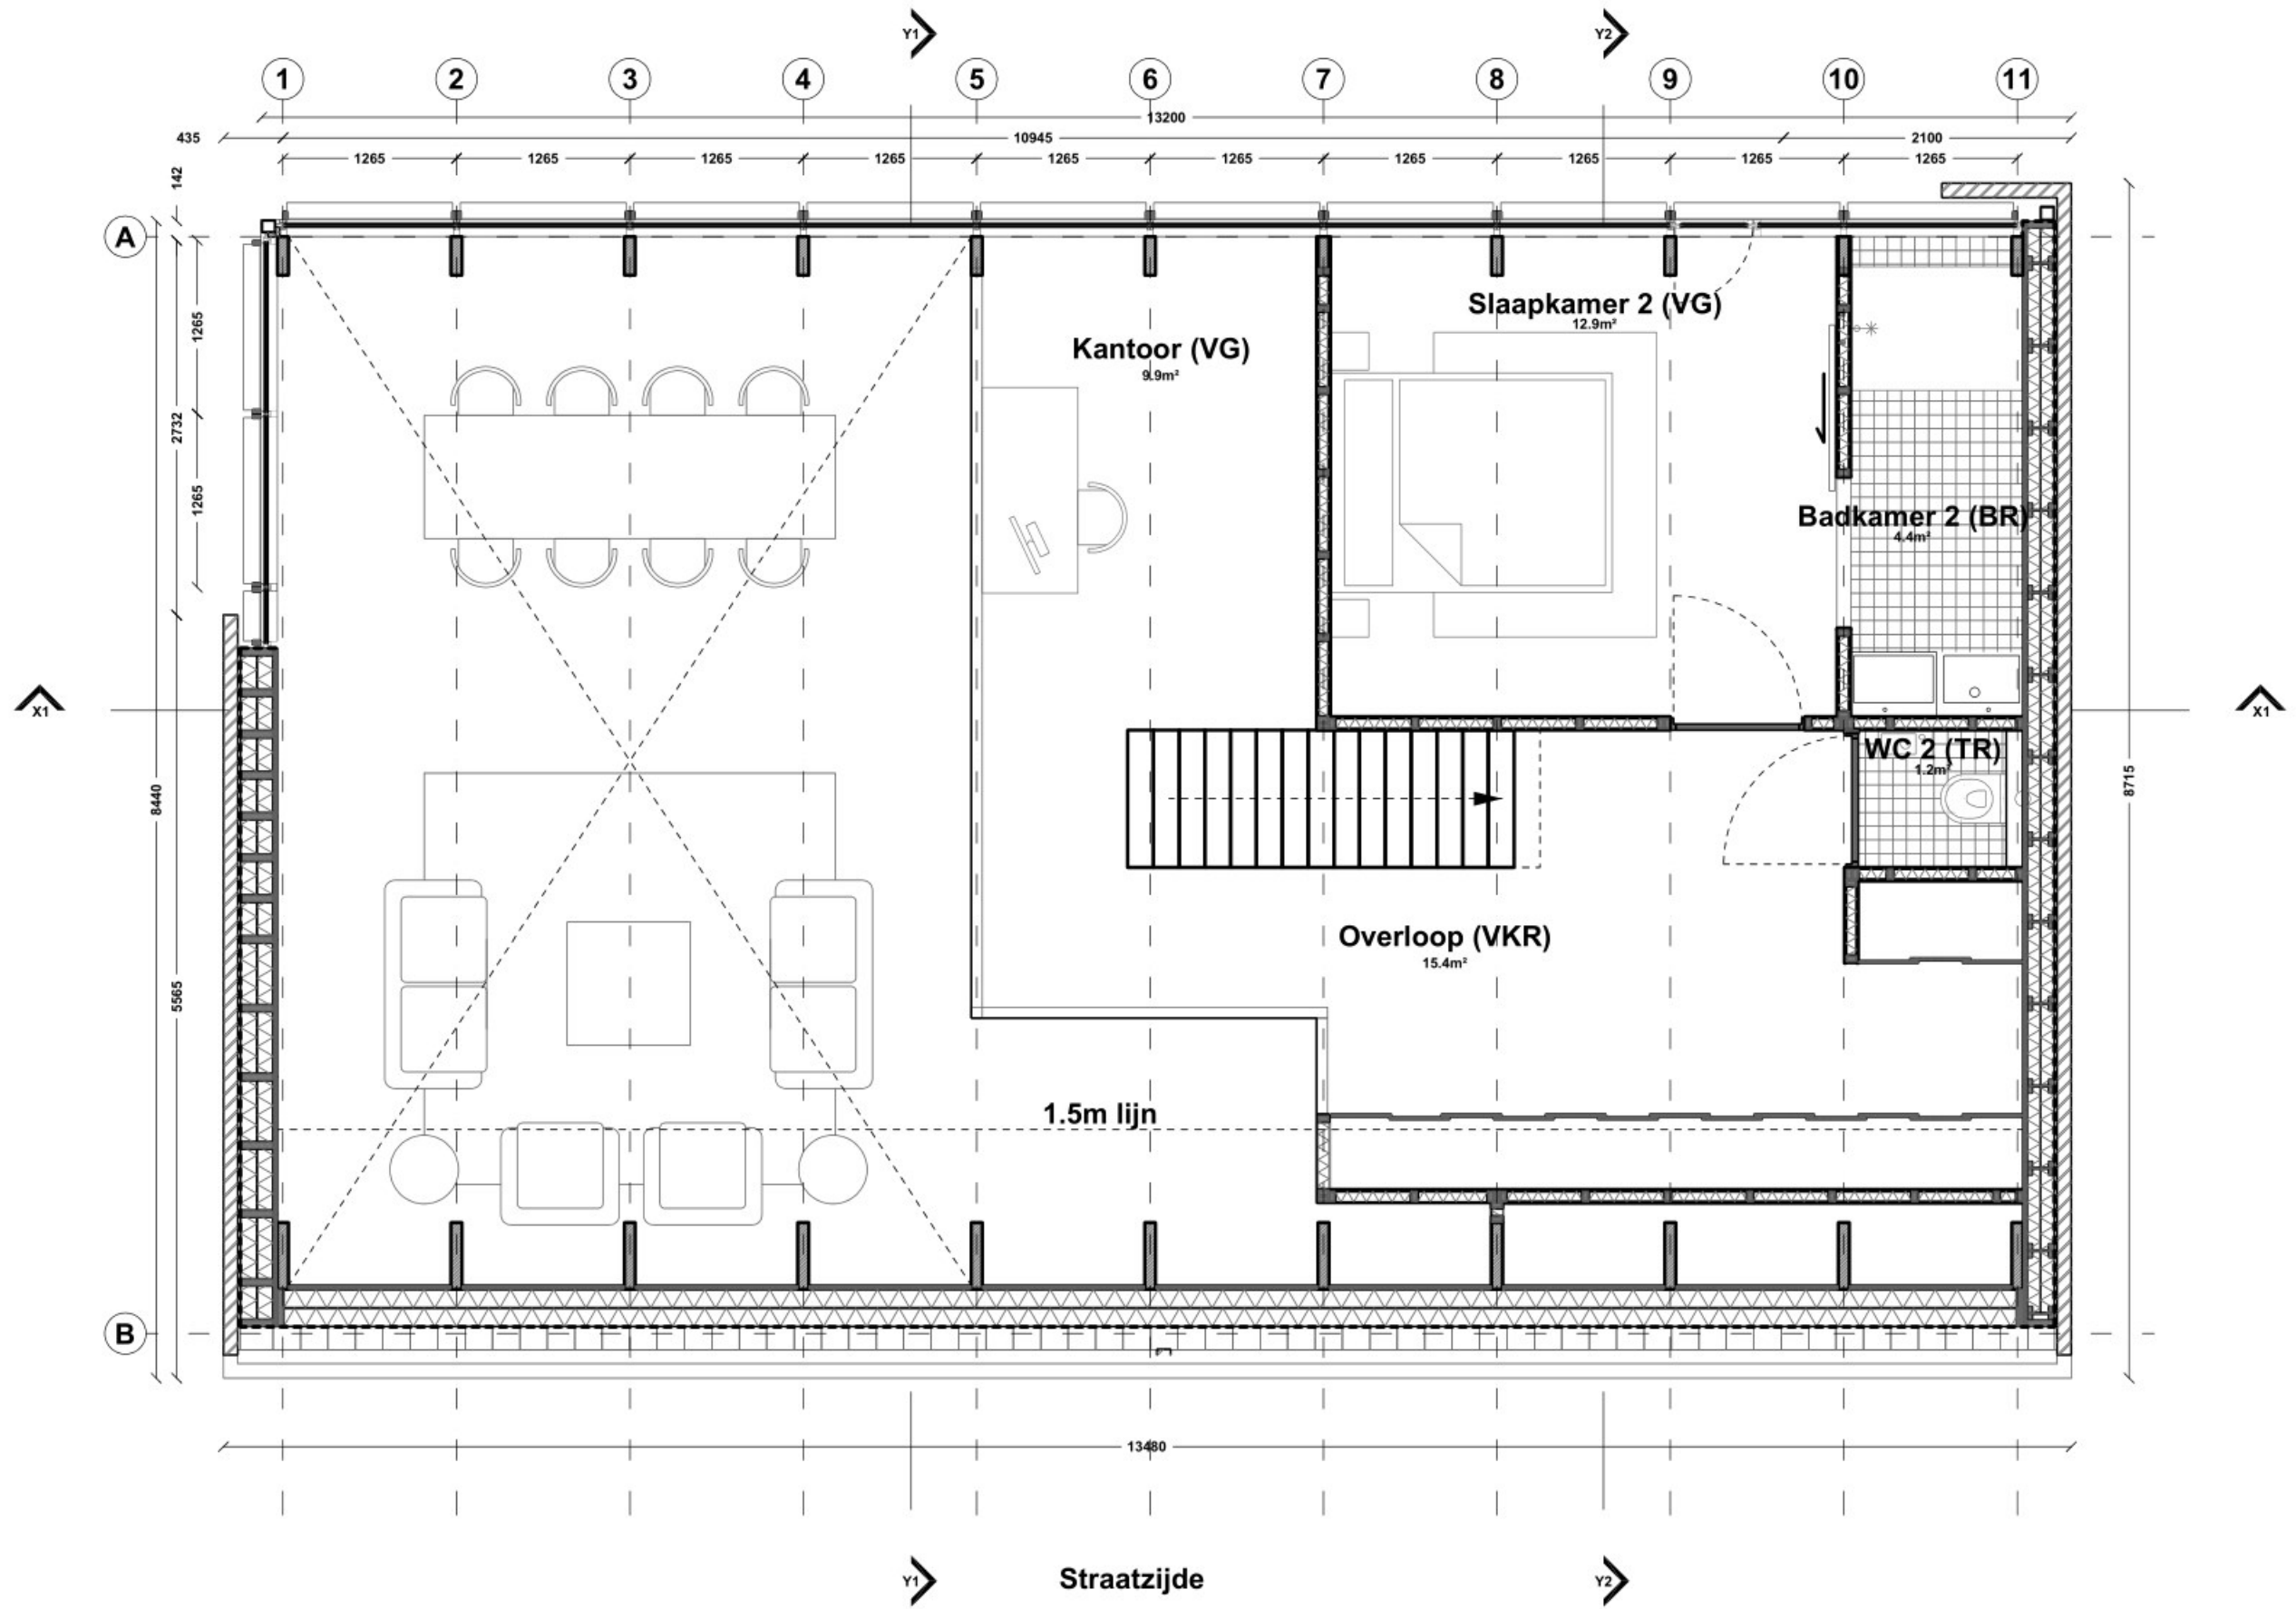 Y1 Y2
1 2 3 4 5 6 7 8 9 10 11
13200
435 10945 2100
1265 1265 1265 1265 1265 1265 1265 1265 1265 1265
142
A
1265
2732
1265
Slaapkamer 2 (VG)
12.9m²
Kantoor (VG)
9.9m²
Badkamer 2 (BR)
4.4m²
X1 X1
WC 2 (TR)
1.2m²
8440
8715
Overloop (VKR)
15.4m²
5565
1.5m lijn
B
13480
Y1 Straatzijde Y2